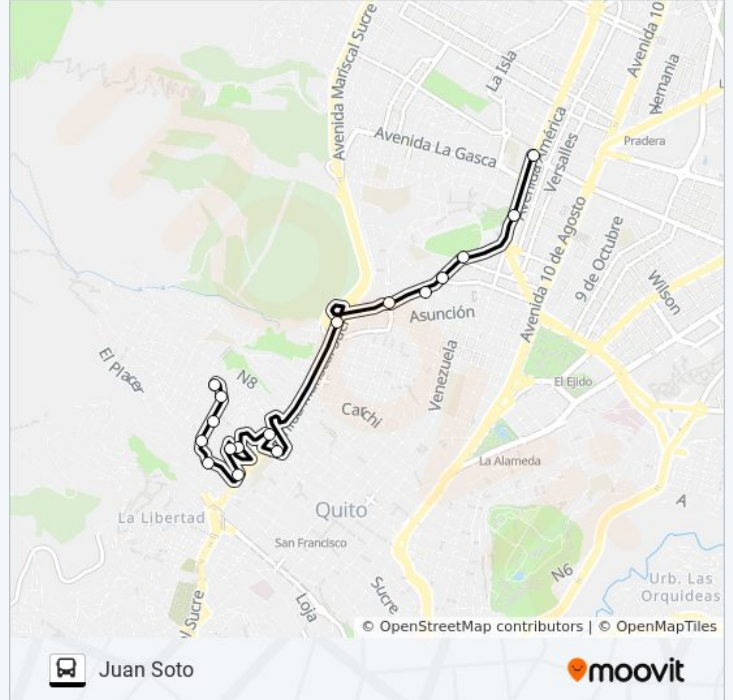 Avenida Mariscal Sucre
La Isla
Avenida 10
Hernania
Avenida La Gasca
Avenida América
Versalles
Pradera
Avenida 10 de Agosto
9 de Octubre
Wilson
Asunción
El Placer
N8
Venezuela
Carchi
El Ejido
La Alameda
Quito
La Libertad
San Francisco
A
N6
Urb. Las
Orquideas
Loja
Sucre
al Sucre
© OpenStreetMap contributors | © OpenMapTiles
Juan Soto
moovit